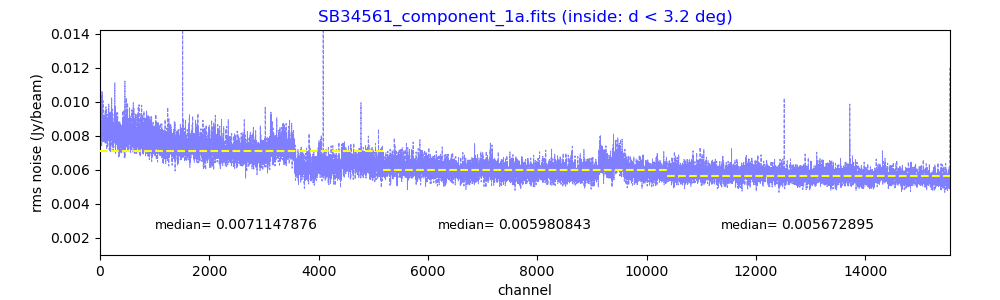 SB34561_component_1a.fits (inside: d < 3.2 deg)
rms noise (Jy/beam)
0.014
0.012
0.010
0.008
0.006
0.004
0.002
median= 0.0071147876 median= 0.005980843 median= 0.005672895
0 2000 4000 6000 8000 10000 12000 14000
channel